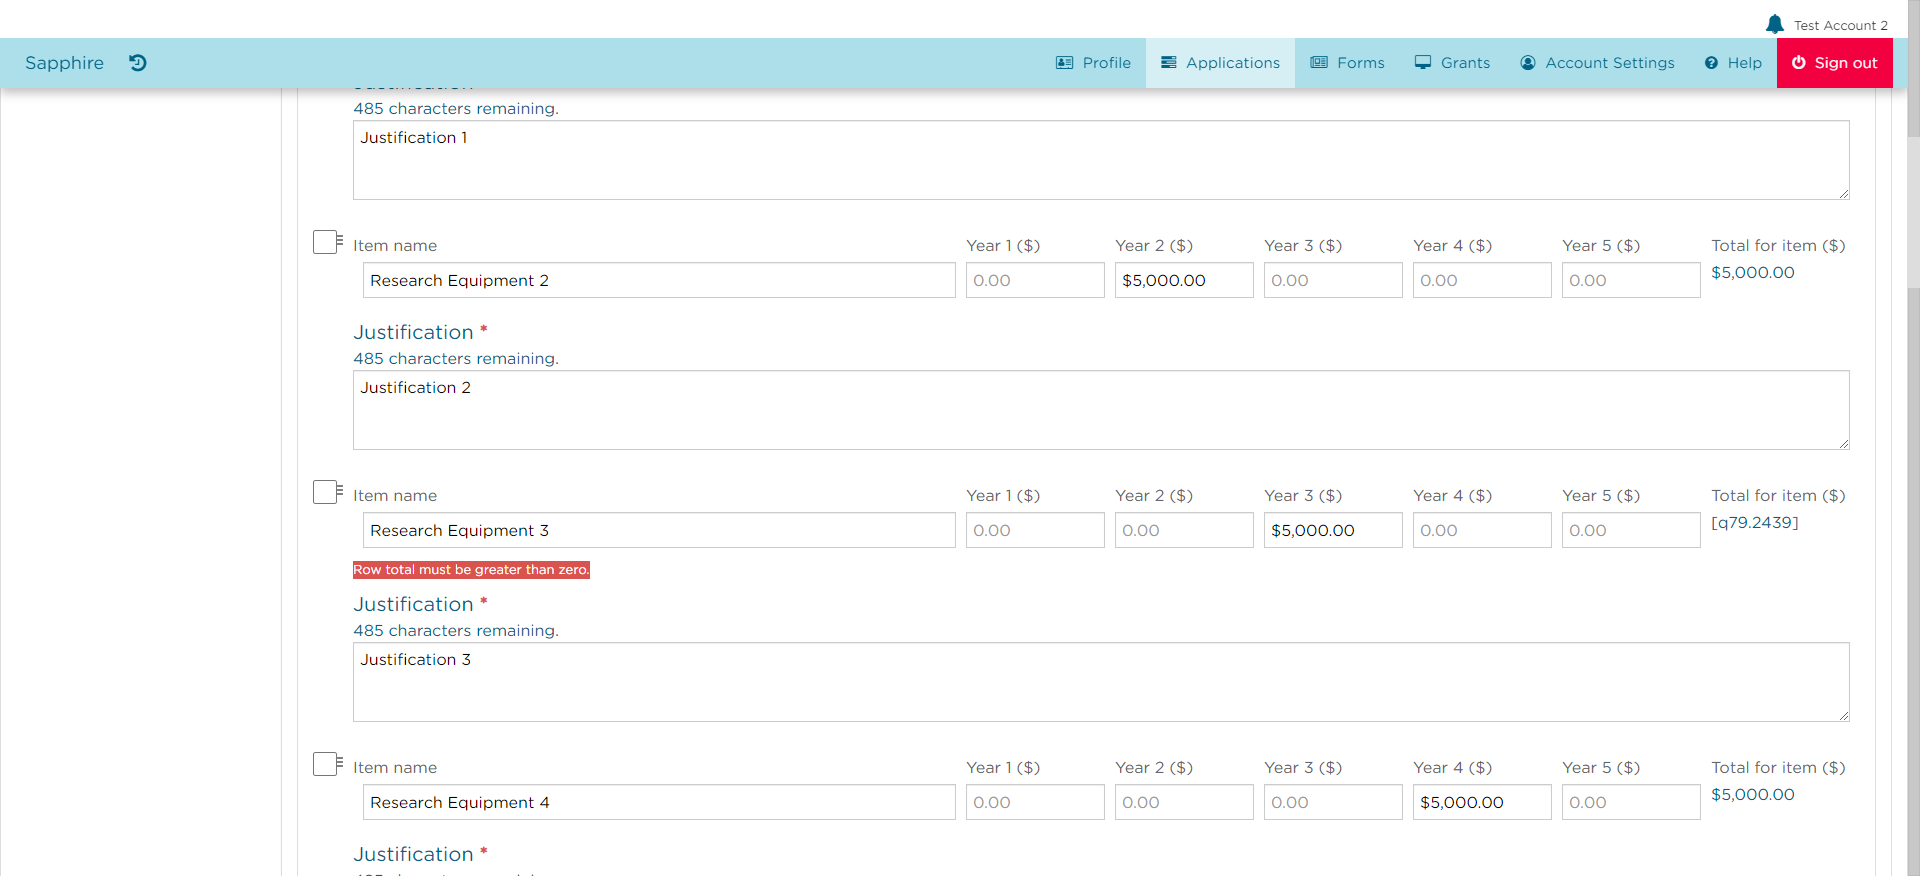 Test Account 2
Sapphire Profile Applications Forms Grants Account Settings Help Sign out
485 characters remaining.
Justification 1
Item name Year 1 ($) Year 2 ($) Year 3 ($) Year 4 ($) Year 5 ($) Total for item ($)
Research Equipment 2 0.00 $5,000.00 0.00 0.00 0.00 $5,000.00
Justification *
485 characters remaining.
Justification 2
Item name Year 1 ($) Year 2 ($) Year 3 ($) Year 4 ($) Year 5 ($) Total for item ($)
Research Equipment 3 0.00 0.00 $5,000.00 0.00 0.00 [q79.2439]
Row total must be greater than zero.
Justification *
485 characters remaining.
Justification 3
Item name Year 1 ($) Year 2 ($) Year 3 ($) Year 4 ($) Year 5 ($) Total for item ($)
Research Equipment 4 0.00 0.00 0.00 $5,000.00 0.00 $5,000.00
Justification *